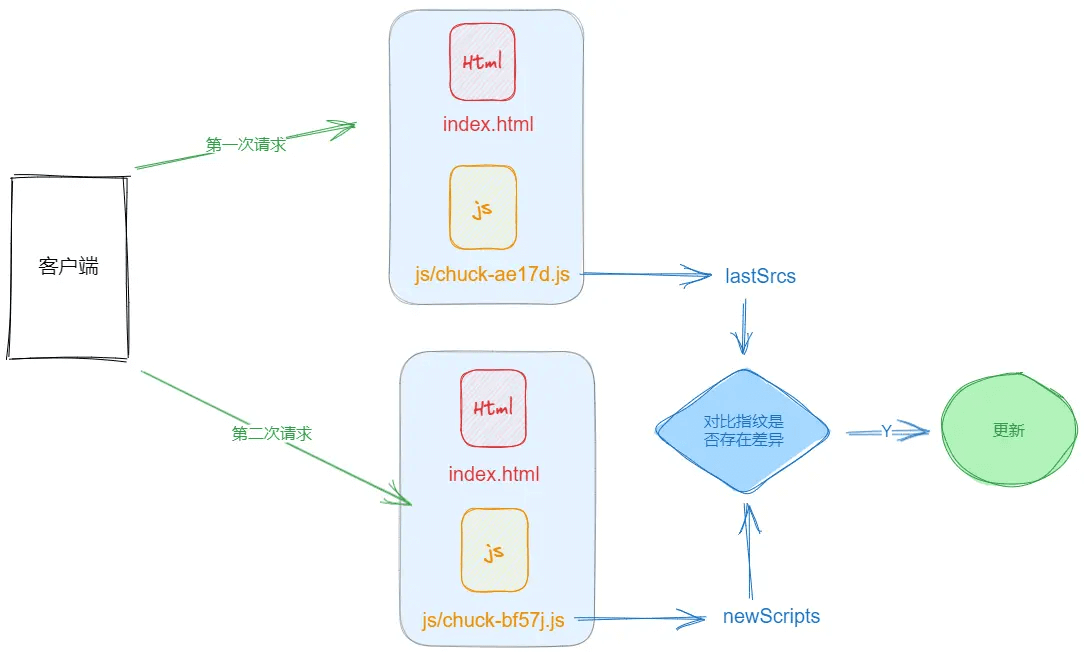 Html
index.html
第一次请求
js
js/chuck-ae17d.js
lastSrcs
客户端
Html
对比指纹是
否存在差异
Y
更新
第二次请求
index.html
js
js/chuck-bf57j.js
newScripts